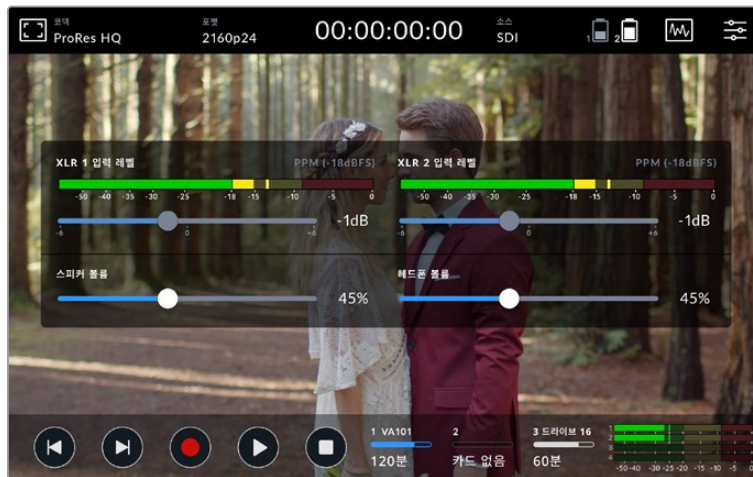 코덱 포맷 소스
ProRes HQ 2160p24 00:00:00:00 SDI 1 2
XLR 1 입력 레벨 PPM (-18dBFS) XLR 2 입력 레벨 PPM (-18dBFS)
-50 -40 -35 -30 -25 -18 -15 -10 -5 0 -50 -40 -35 -30 -25 -18 -15 -10 -5 0
-1dB -1dB
-6 0 +6 -6 0 +6
스피커 볼륨 헤드폰 볼륨
45% 45%
1 VA101 2 3 드라이브 16
120분 카드 없음 60분
1
2
3
4
-50 -40 -30 -25 -20 -15 -10 -5 0